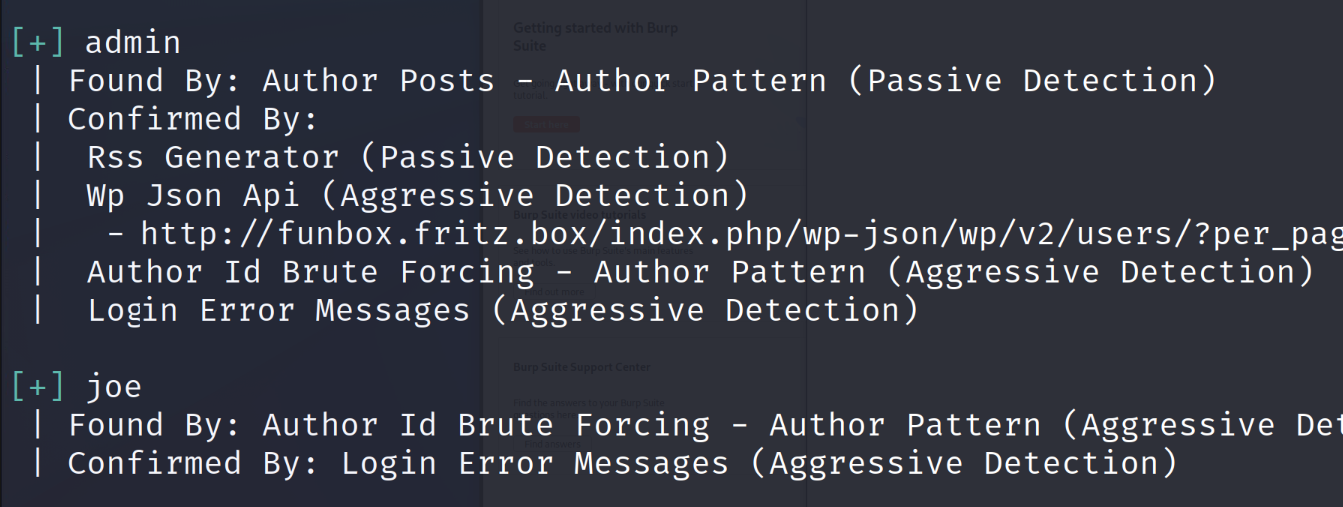 [+] admin
| Found By: Author Posts - Author Pattern (Passive Detection)
| Confirmed By:
|  Rss Generator (Passive Detection)
|  Wp Json Api (Aggressive Detection)
|   - http://funbox.fritz.box/index.php/wp-json/wp/v2/users/?per_pag
|  Author Id Brute Forcing - Author Pattern (Aggressive Detection)
|  Login Error Messages (Aggressive Detection)
[+] joe
| Found By: Author Id Brute Forcing - Author Pattern (Aggressive Det
| Confirmed By: Login Error Messages (Aggressive Detection)
Getting started with Burp
Suite
Burp Suite video tutorials
Burp Suite Support Center